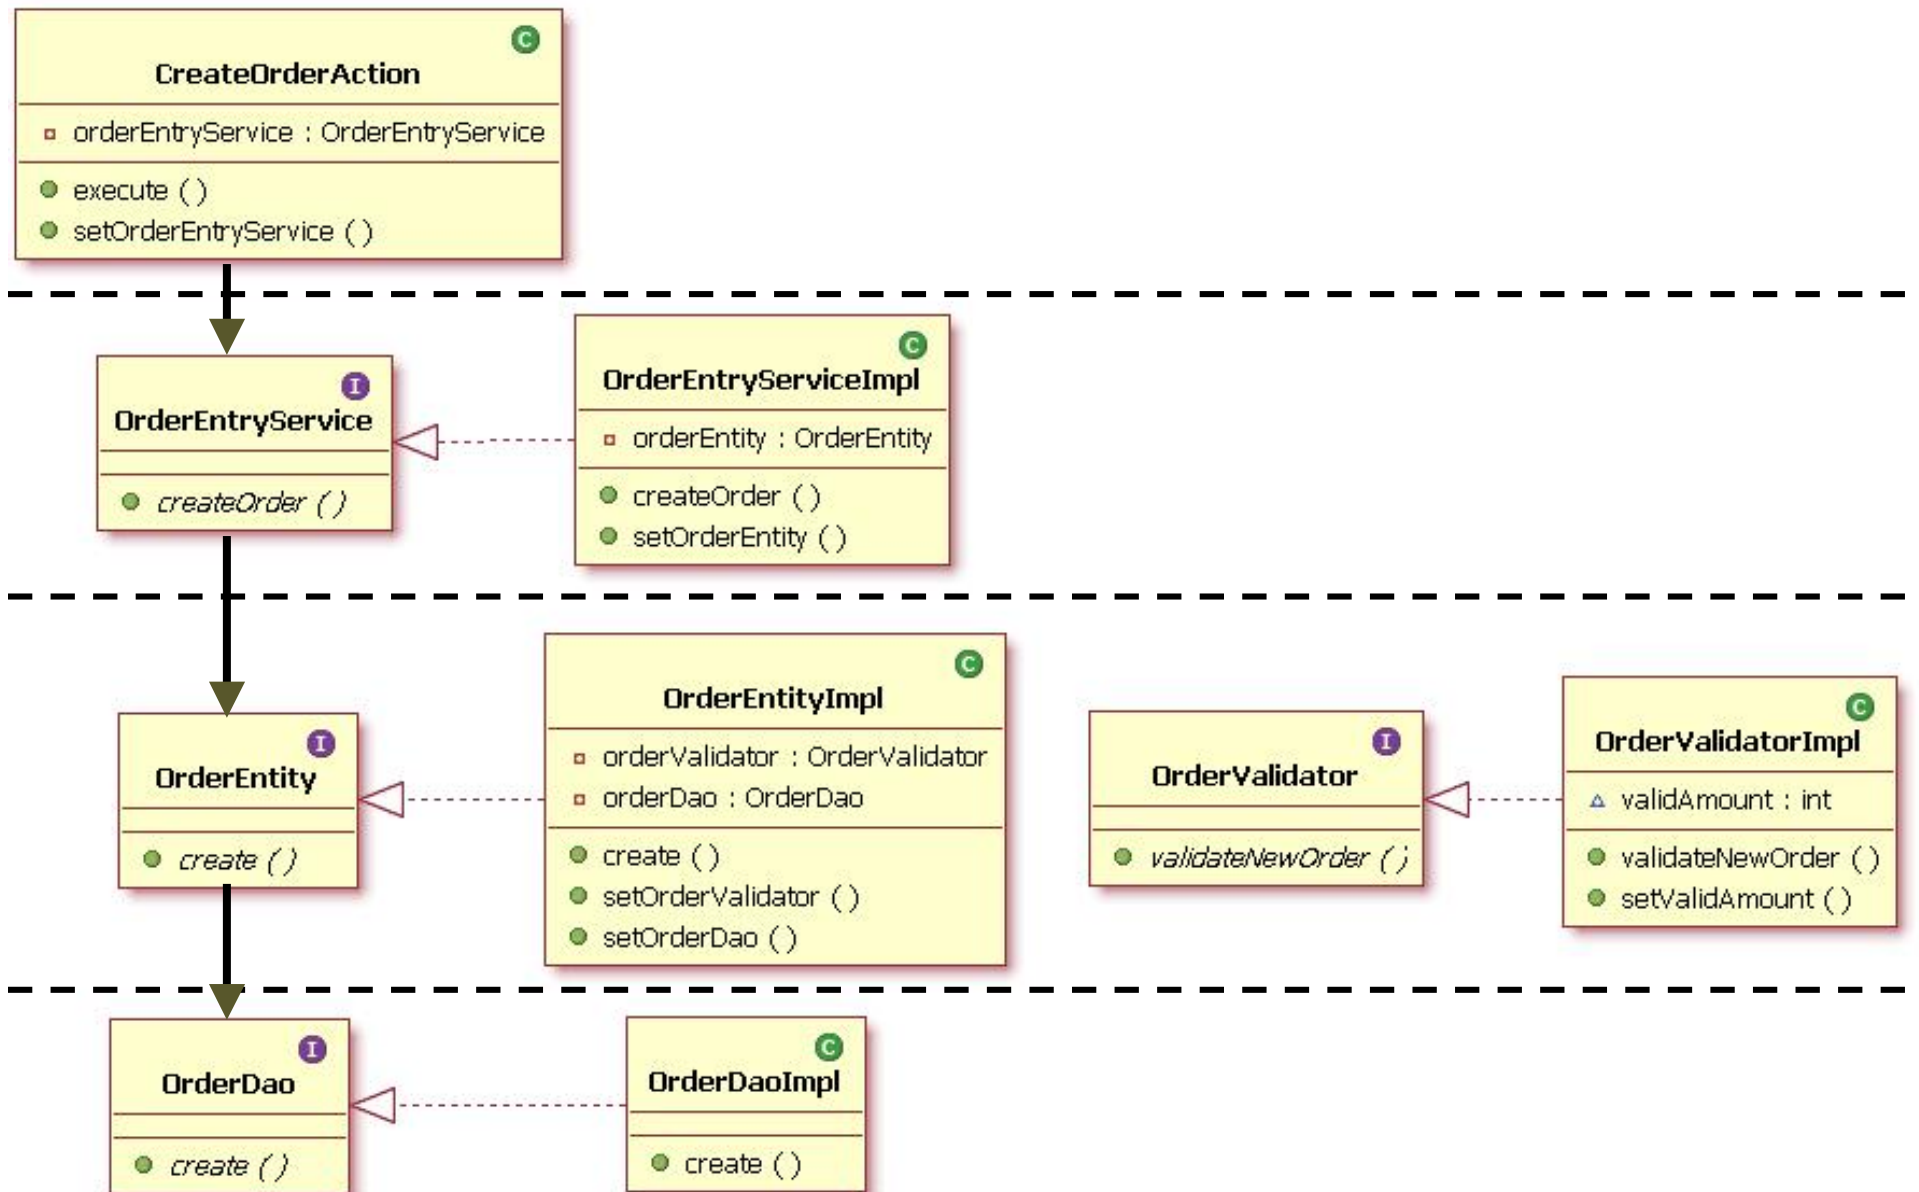 C
CreateOrderAction
orderEntryService : OrderEntryService
execute ()
setOrderEntryService ()
I
OrderEntryService
createOrder ()
C
OrderEntryServiceImpl
orderEntity : OrderEntity
createOrder ()
setOrderEntity ()
I
OrderEntity
create ()
C
OrderEntityImpl
orderValidator : OrderValidator
orderDao : OrderDao
create ()
setOrderValidator ()
setOrderDao ()
I
OrderValidator
validateNewOrder ()
C
OrderValidatorImpl
validAmount : int
validateNewOrder ()
setValidAmount ()
I
OrderDao
create ()
C
OrderDaoImpl
create ()